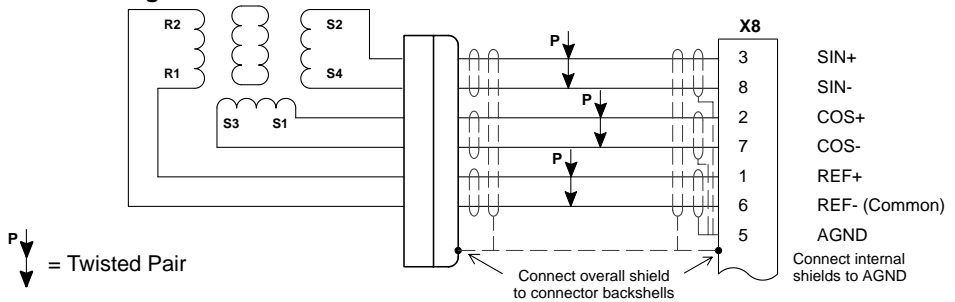 g
R2
S2
P
X8
3 SIN+
R1
S4
8 SIN-
P
2 COS+
S3 S1
7 COS-
P
1 REF+
6 REF- (Common)
5 AGND
P
= Twisted Pair
Connect overall shield
to connector backshells
Connect internal
shields to AGND